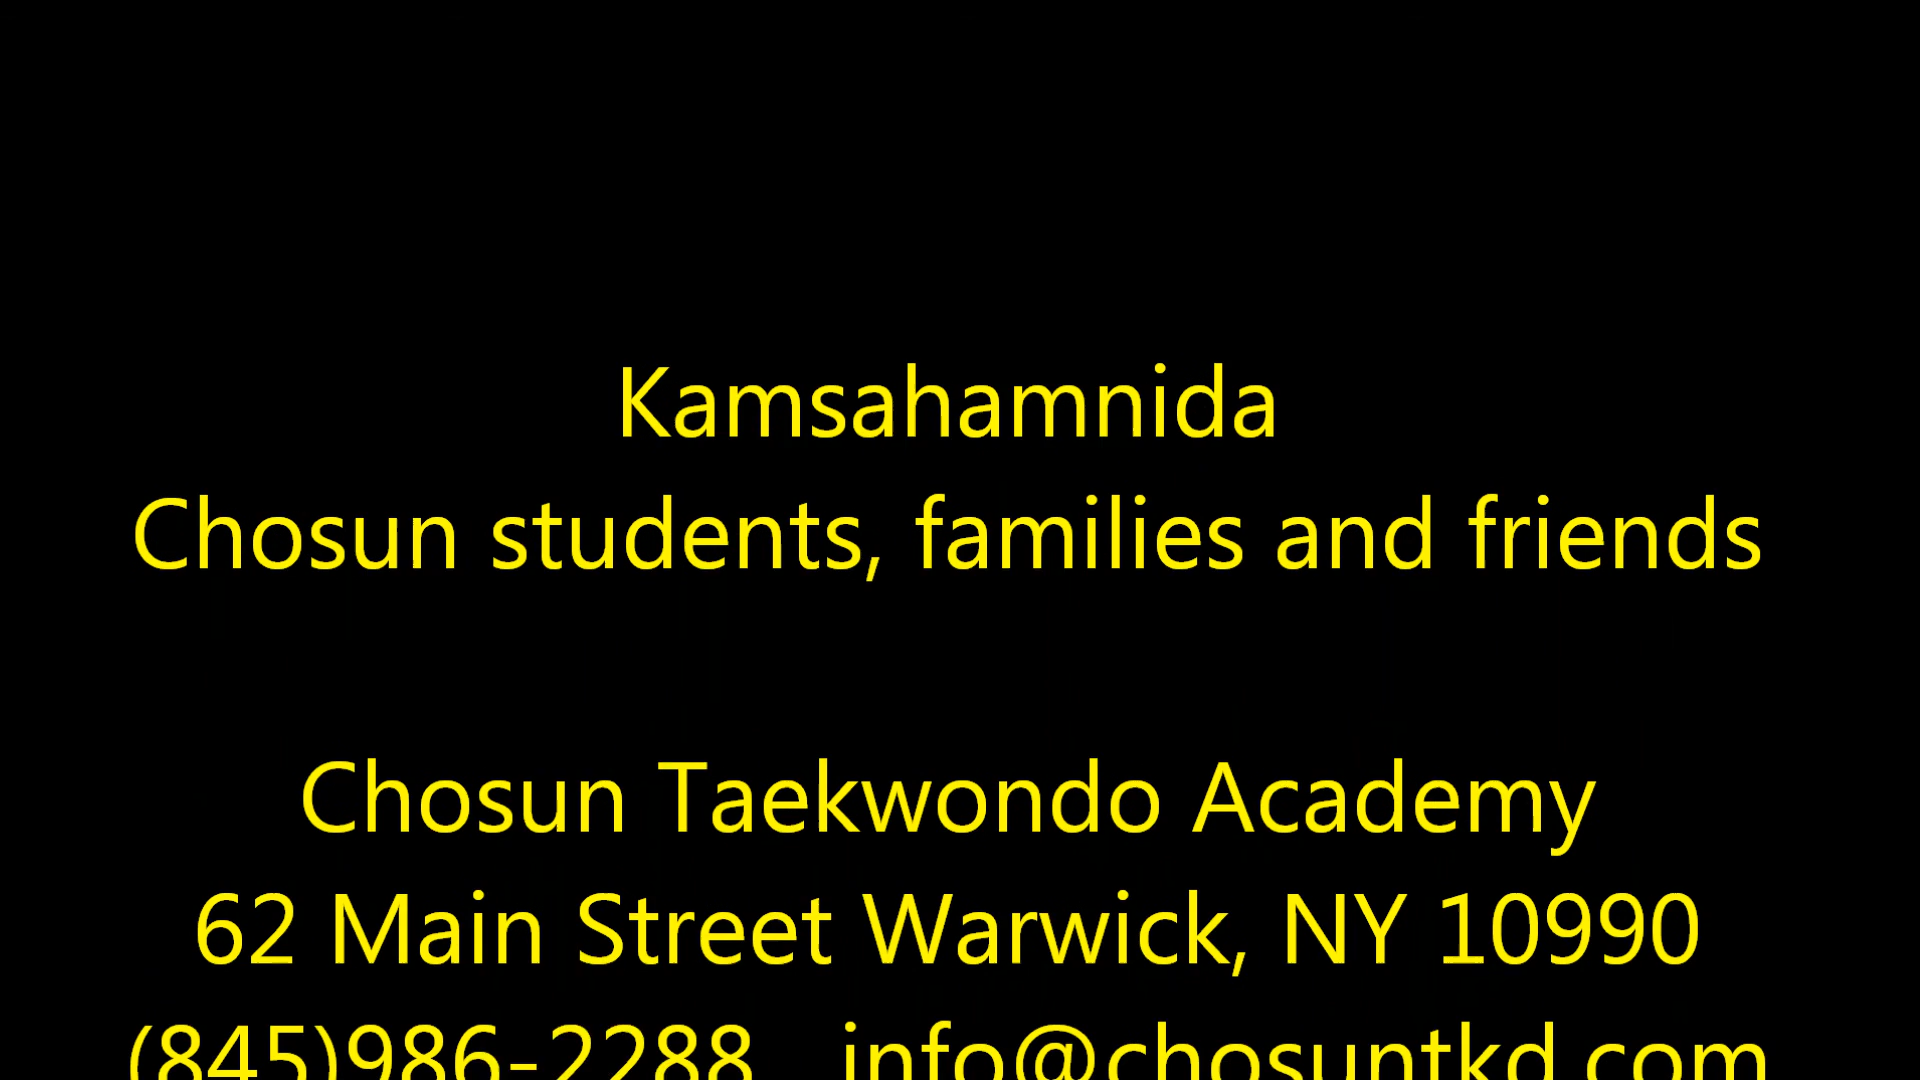 Kamsahamnida
Chosun students, families and friends
Chosun Taekwondo Academy
62 Main Street Warwick, NY 10990
(845)986-2288 info@chosuntkd.com